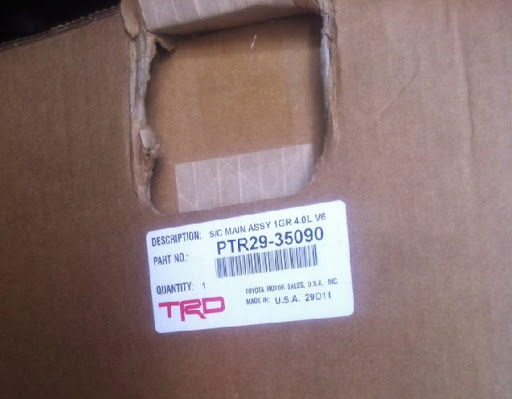 DESCRIPTION: S/C MAIN ASSY 1GR 4.0L V6
PART NO.: PTR29-35090
QUANTITY: 1 TOYOTA MOTOR SALES, U.S.A., INC.
TRD MADE IN: U.S.A. 29D11